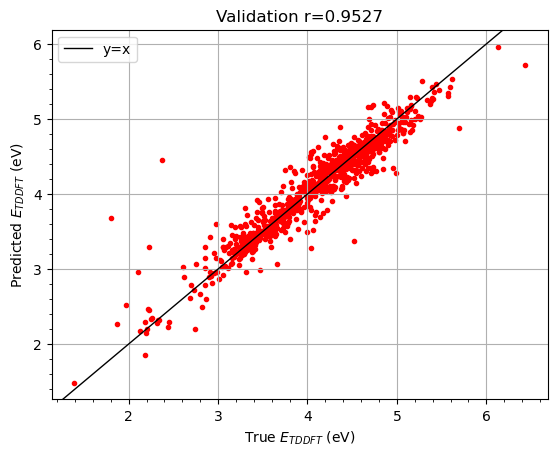 Validation r=0.9527
y=x
Predicted E_TDDFT (eV)
6
5
4
3
2
2 3 4 5 6
True E_TDDFT (eV)